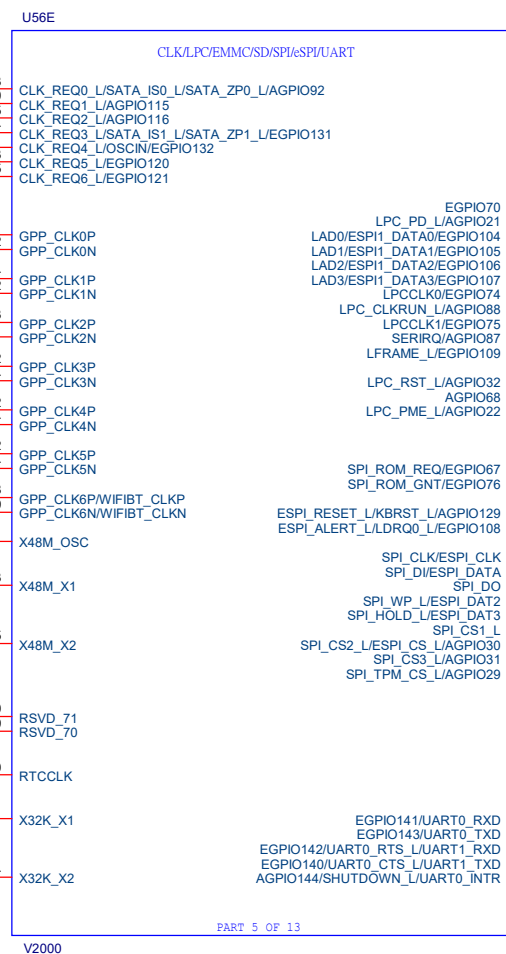 U56E
CLK/LPC/EMMC/SD/SPI/eSPI/UART
CLK_REQ0_L/SATA_IS0_L/SATA_ZP0_L/AGPIO92
CLK_REQ1_L/AGPIO115
CLK_REQ2_L/AGPIO116
CLK_REQ3_L/SATA_IS1_L/SATA_ZP1_L/EGPIO131
CLK_REQ4_L/OSCIN/EGPIO132
CLK_REQ5_L/EGPIO120
CLK_REQ6_L/EGPIO121
GPP_CLK0P
GPP_CLK0N
GPP_CLK1P
GPP_CLK1N
GPP_CLK2P
GPP_CLK2N
GPP_CLK3P
GPP_CLK3N
GPP_CLK4P
GPP_CLK4N
GPP_CLK5P
GPP_CLK5N
GPP_CLK6P/WIFIBT_CLKP
GPP_CLK6N/WIFIBT_CLKN
X48M_OSC
X48M_X1
X48M_X2
RSVD_71
RSVD_70
RTCCLK
X32K_X1
X32K_X2
EGPIO70
LPC_PD_L/AGPIO21
LAD0/ESPI1_DATA0/EGPIO104
LAD1/ESPI1_DATA1/EGPIO105
LAD2/ESPI1_DATA2/EGPIO106
LAD3/ESPI1_DATA3/EGPIO107
LPCCLK0/EGPIO74
LPC_CLKRUN_L/AGPIO88
LPCCLK1/EGPIO75
SERIRQ/AGPIO87
LFRAME_L/EGPIO109
LPC_RST_L/AGPIO32
AGPIO68
LPC_PME_L/AGPIO22
SPI_ROM_REQ/EGPIO67
SPI_ROM_GNT/EGPIO76
ESPI_RESET_L/KBRST_L/AGPIO129
ESPI_ALERT_L/LDRQ0_L/EGPIO108
SPI_CLK/ESPI_CLK
SPI_DI/ESPI_DATA
SPI_DO
SPI_WP_L/ESPI_DAT2
SPI_HOLD_L/ESPI_DAT3
SPI_CS1_L
SPI_CS2_L/ESPI_CS_L/AGPIO30
SPI_CS3_L/AGPIO31
SPI_TPM_CS_L/AGPIO29
EGPIO141/UART0_RXD
EGPIO143/UART0_TXD
EGPIO142/UART0_RTS_L/UART1_RXD
EGPIO140/UART0_CTS_L/UART1_TXD
AGPIO144/SHUTDOWN_L/UART0_INTR
PART 5 OF 13
V2000